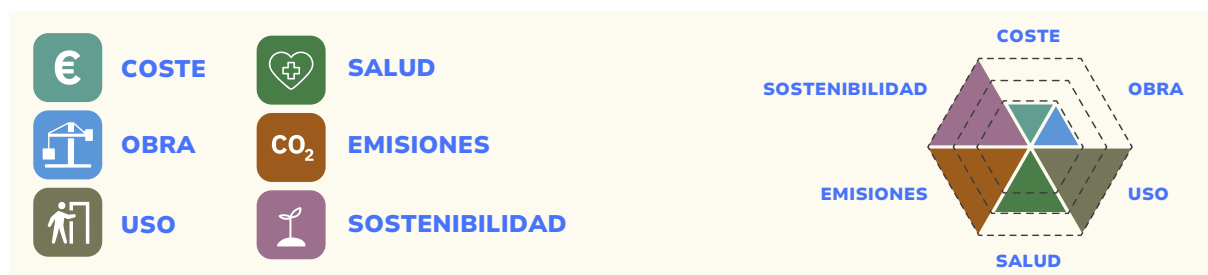 € COSTE
OBRA
USO
SALUD
CO2 EMISIONES
SOSTENIBILIDAD
COSTE
SOSTENIBILIDAD
OBRA
EMISIONES
USO
SALUD